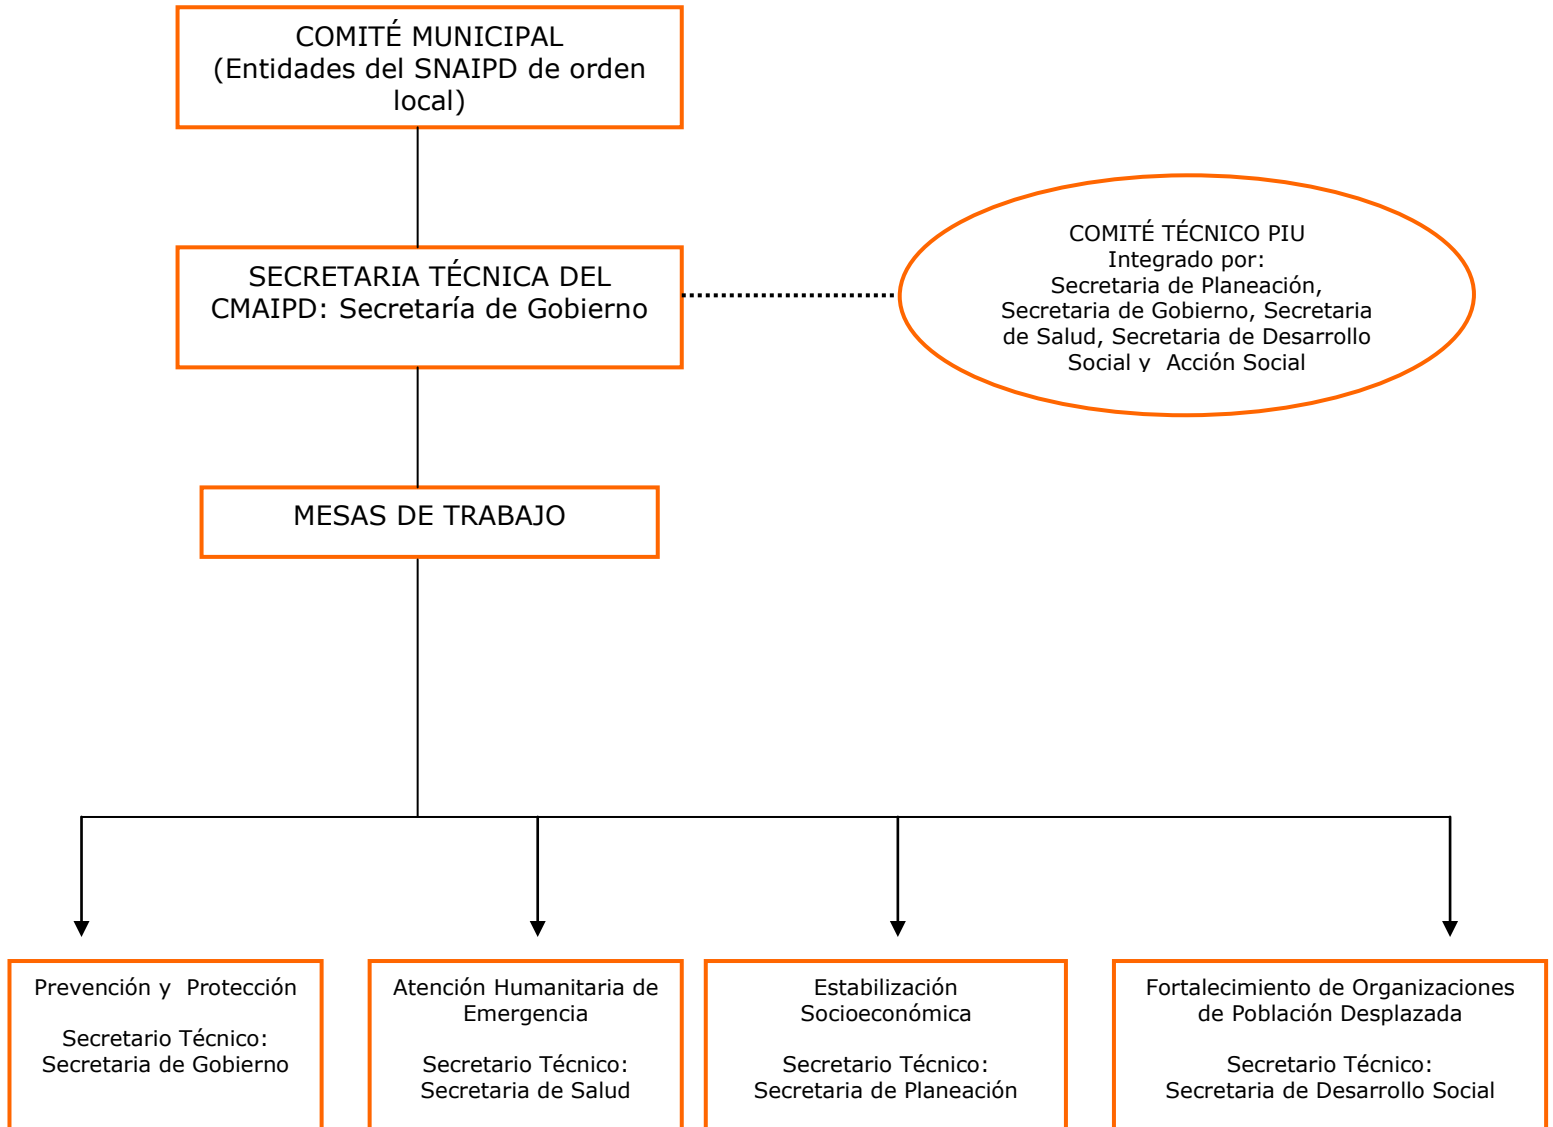 COMITÉ MUNICIPAL
(Entidades del SNAIPD de orden
local)
SECRETARIA TÉCNICA DEL
CMAIPD: Secretaría de Gobierno
COMITÉ TÉCNICO PIU
Integrado por:
Secretaria de Planeación,
Secretaria de Gobierno, Secretaria
de Salud, Secretaria de Desarrollo
Social y  Acción Social
MESAS DE TRABAJO
Prevención y  Protección
Secretario Técnico:
Secretaria de Gobierno
Atención Humanitaria de
Emergencia
Secretario Técnico:
Secretaria de Salud
Estabilización
Socioeconómica
Secretario Técnico:
Secretaria de Planeación
Fortalecimiento de Organizaciones
de Población Desplazada
Secretario Técnico:
Secretaria de Desarrollo Social